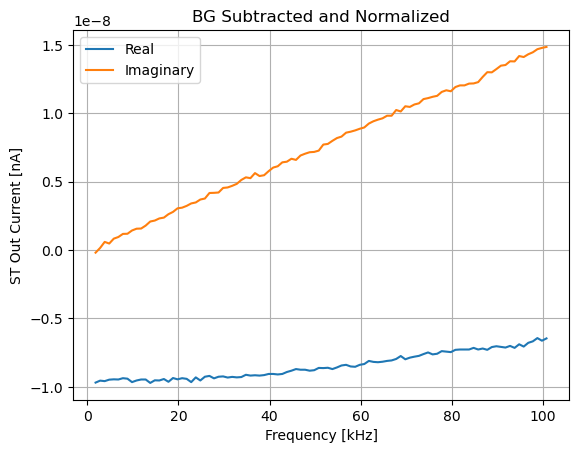 BG Subtracted and Normalized
1e−8
Real
Imaginary
1.5
1.0
0.5
0.0
−0.5
−1.0
ST Out Current [nA]
0
20
40
60
80
100
Frequency [kHz]